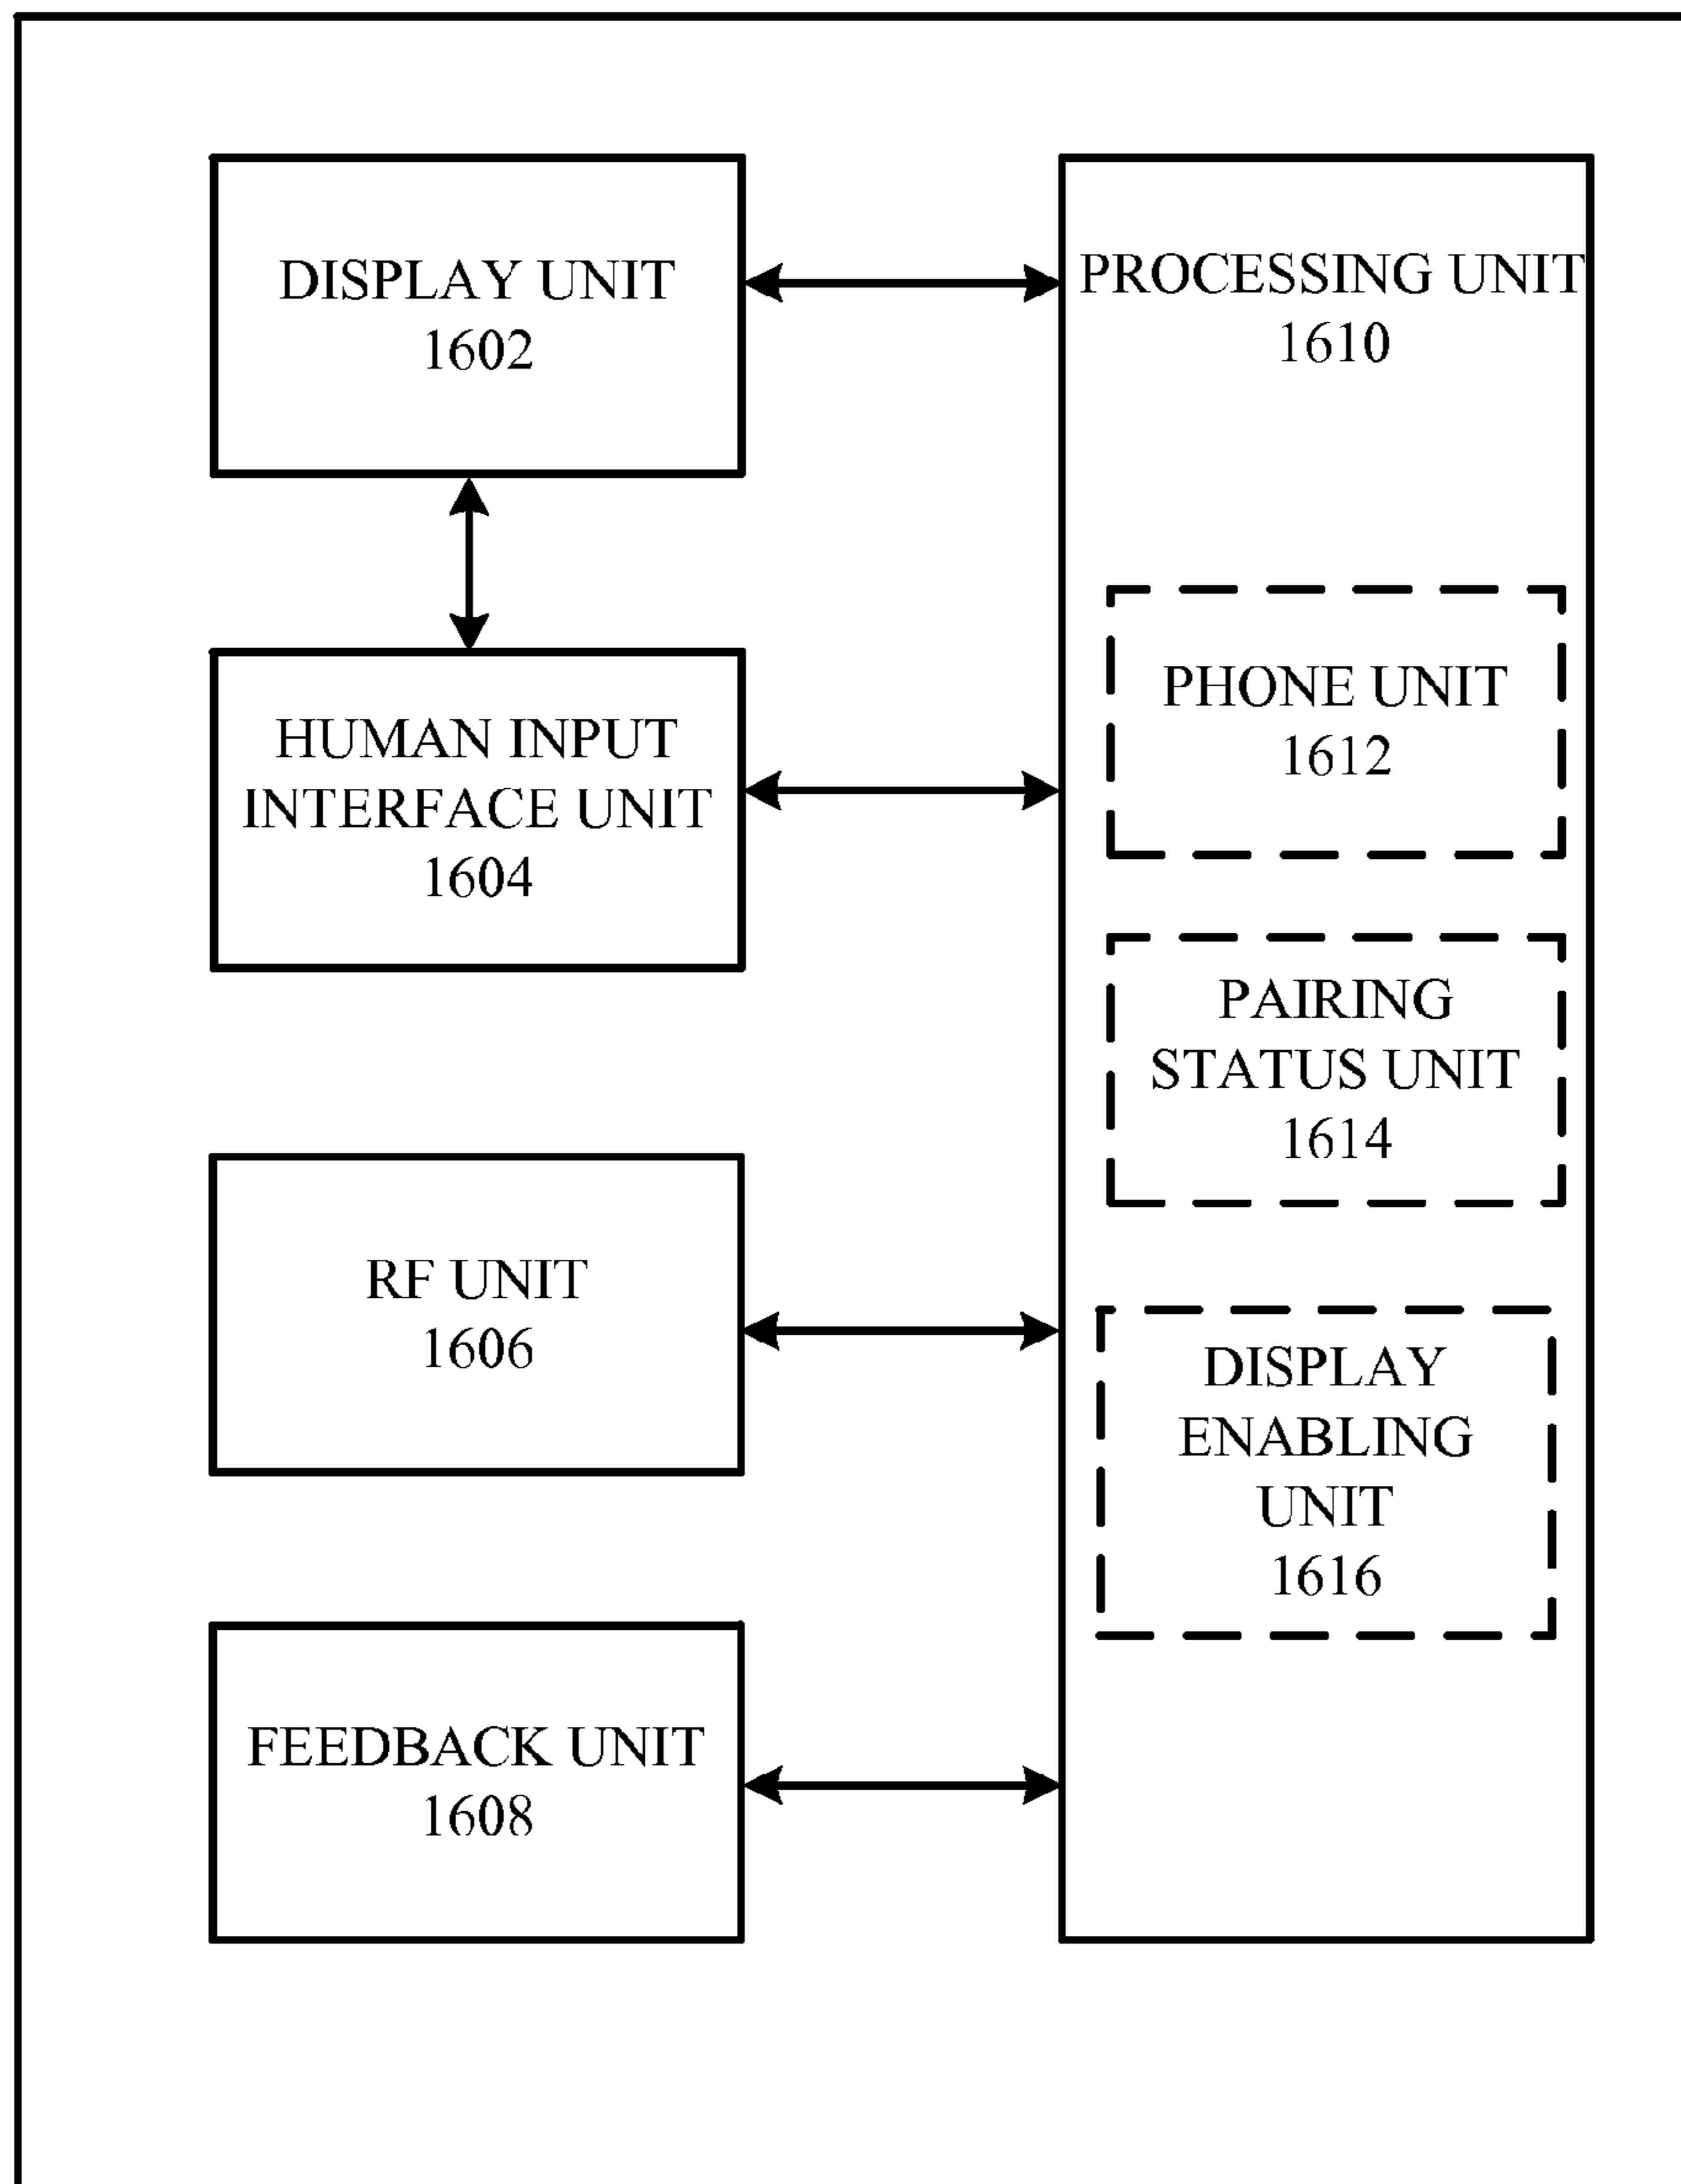 DISPLAY UNIT
1602
PROCESSING UNIT
1610
HUMAN INPUT
INTERFACE UNIT
1604
PHONE UNIT
1612
PAIRING
STATUS UNIT
1614
RF UNIT
1606
DISPLAY
ENABLING
UNIT
1616
FEEDBACK UNIT
1608